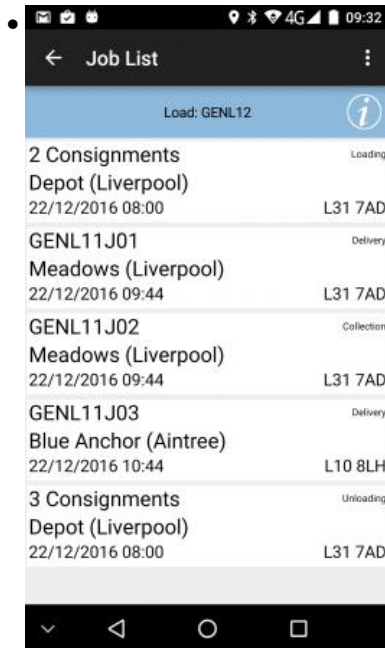 4G 09:32
Job List
Load: GENL12
2 Consignments Loading
Depot (Liverpool)
22/12/2016 08:00 L31 7AD
GENL11J01 Delivery
Meadows (Liverpool)
22/12/2016 09:44 L31 7AD
GENL11J02 Collection
Meadows (Liverpool)
22/12/2016 09:44 L31 7AD
GENL11J03 Delivery
Blue Anchor (Aintree)
22/12/2016 10:44 L10 8LH
3 Consignments Unloading
Depot (Liverpool)
22/12/2016 08:00 L31 7AD